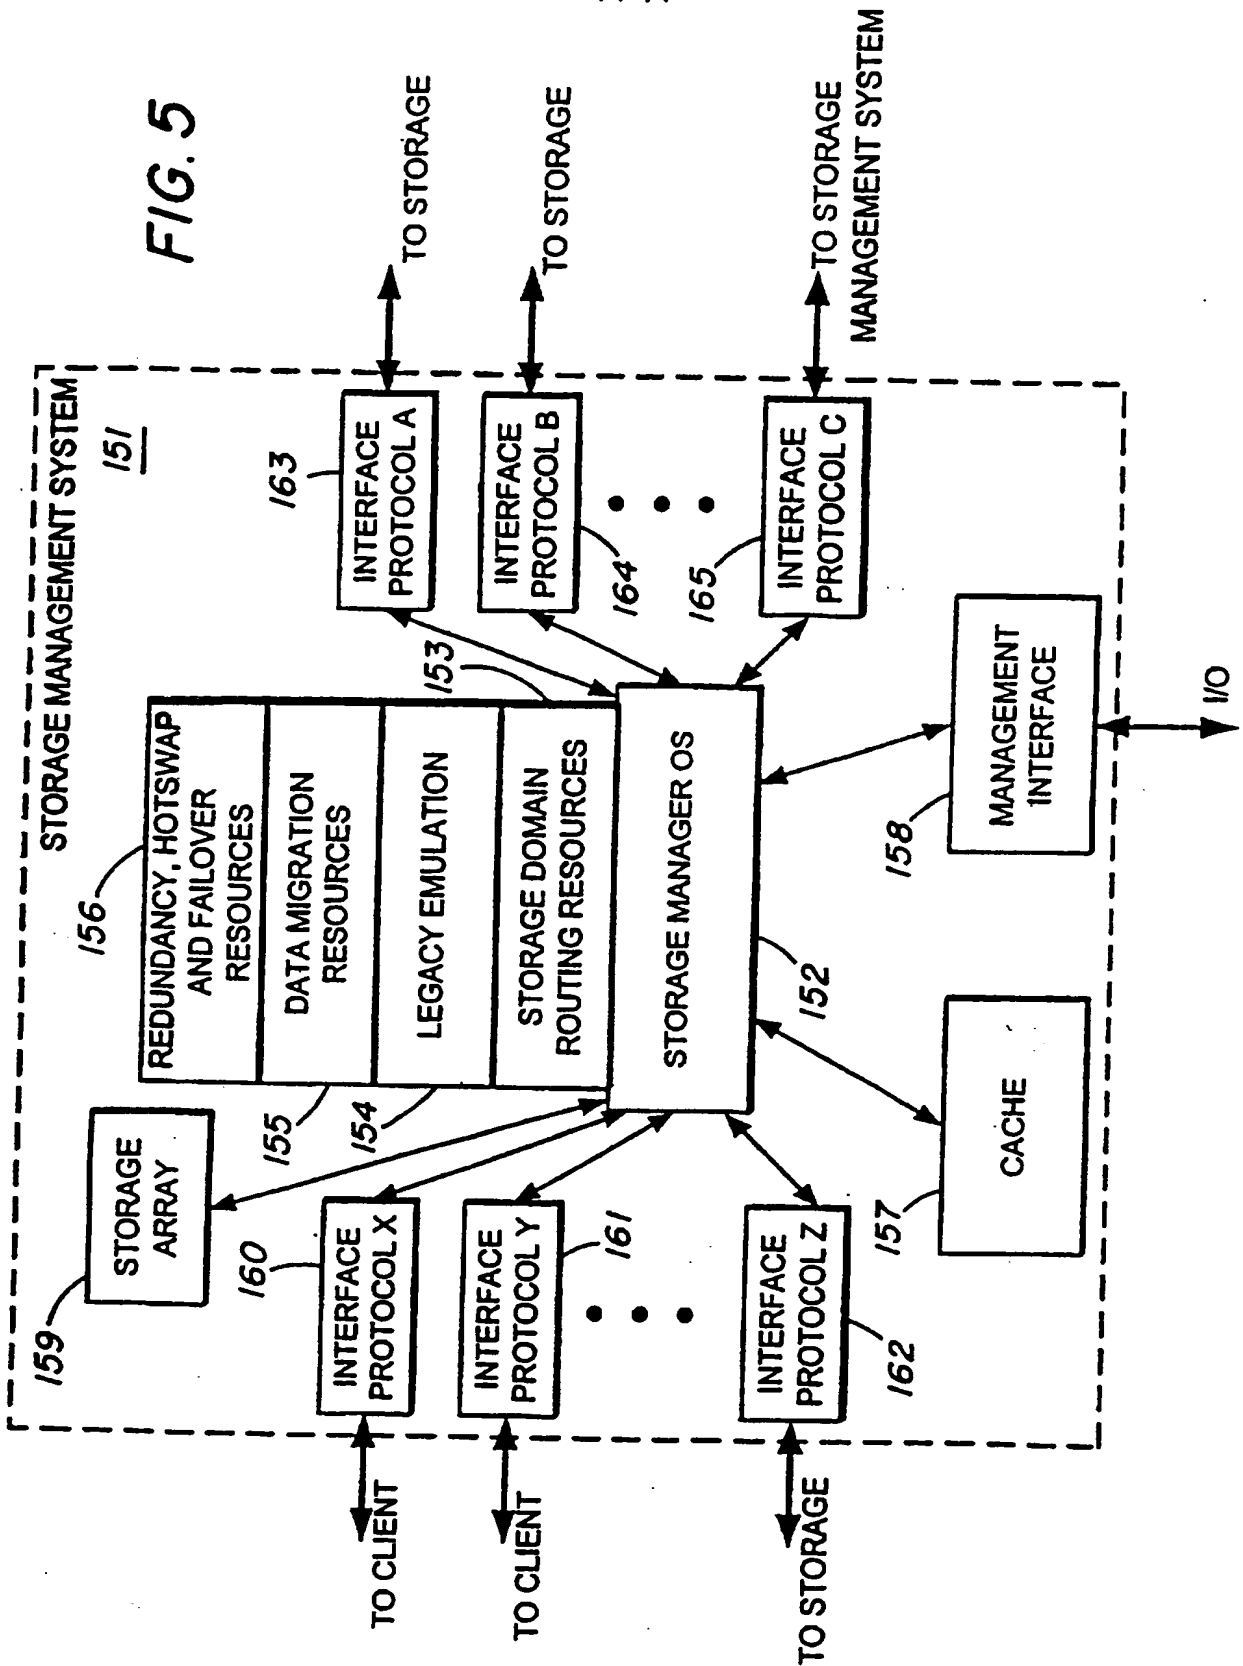 FIG. 5
STORAGE MANAGEMENT SYSTEM
151
159
STORAGE
ARRAY
156
REDUNDANCY, HOTSWAP
AND FAILOVER
RESOURCES
155
DATA MIGRATION
RESOURCES
154
LEGACY EMULATION
153
STORAGE DOMAIN
ROUTING RESOURCES
STORAGE MANAGER OS
152
160
INTERFACE
PROTOCOL X
TO CLIENT
161
INTERFACE
PROTOCOL Y
TO CLIENT
162
INTERFACE
PROTOCOL Z
TO STORAGE
163
INTERFACE
PROTOCOL A
TO STORAGE
164
INTERFACE
PROTOCOL B
TO STORAGE
165
INTERFACE
PROTOCOL C
TO STORAGE
MANAGEMENT SYSTEM
157
CACHE
158
MANAGEMENT
INTERFACE
I/O